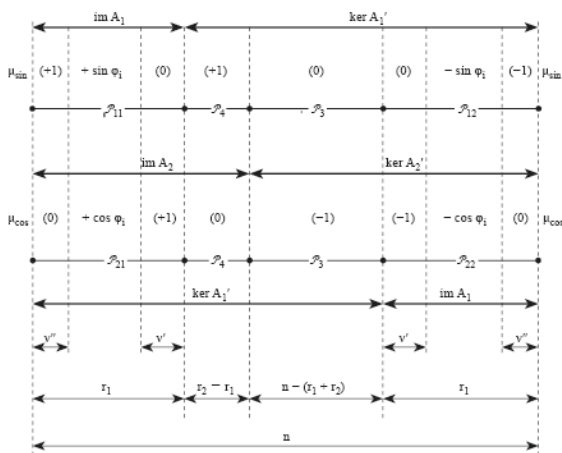 im A₁ ker A₁′
μsin (+1) + sin φᵢ (0) (+1) (0) (0) − sin φᵢ (−1) μsin
𝒫₁₁ 𝒫₄ 𝒫₃ 𝒫₁₂
im A₂ ker A₂′
μcos (0) + cos φᵢ (+1) (0) (−1) (−1) − cos φᵢ (0) μcos
𝒫₂₁ 𝒫₄ 𝒫₃ 𝒫₂₂
ker A₁′ im A₁
ν″ ν′ ν′ ν″
r₁ r₂ − r₁ n − (r₁ + r₂) r₁
n